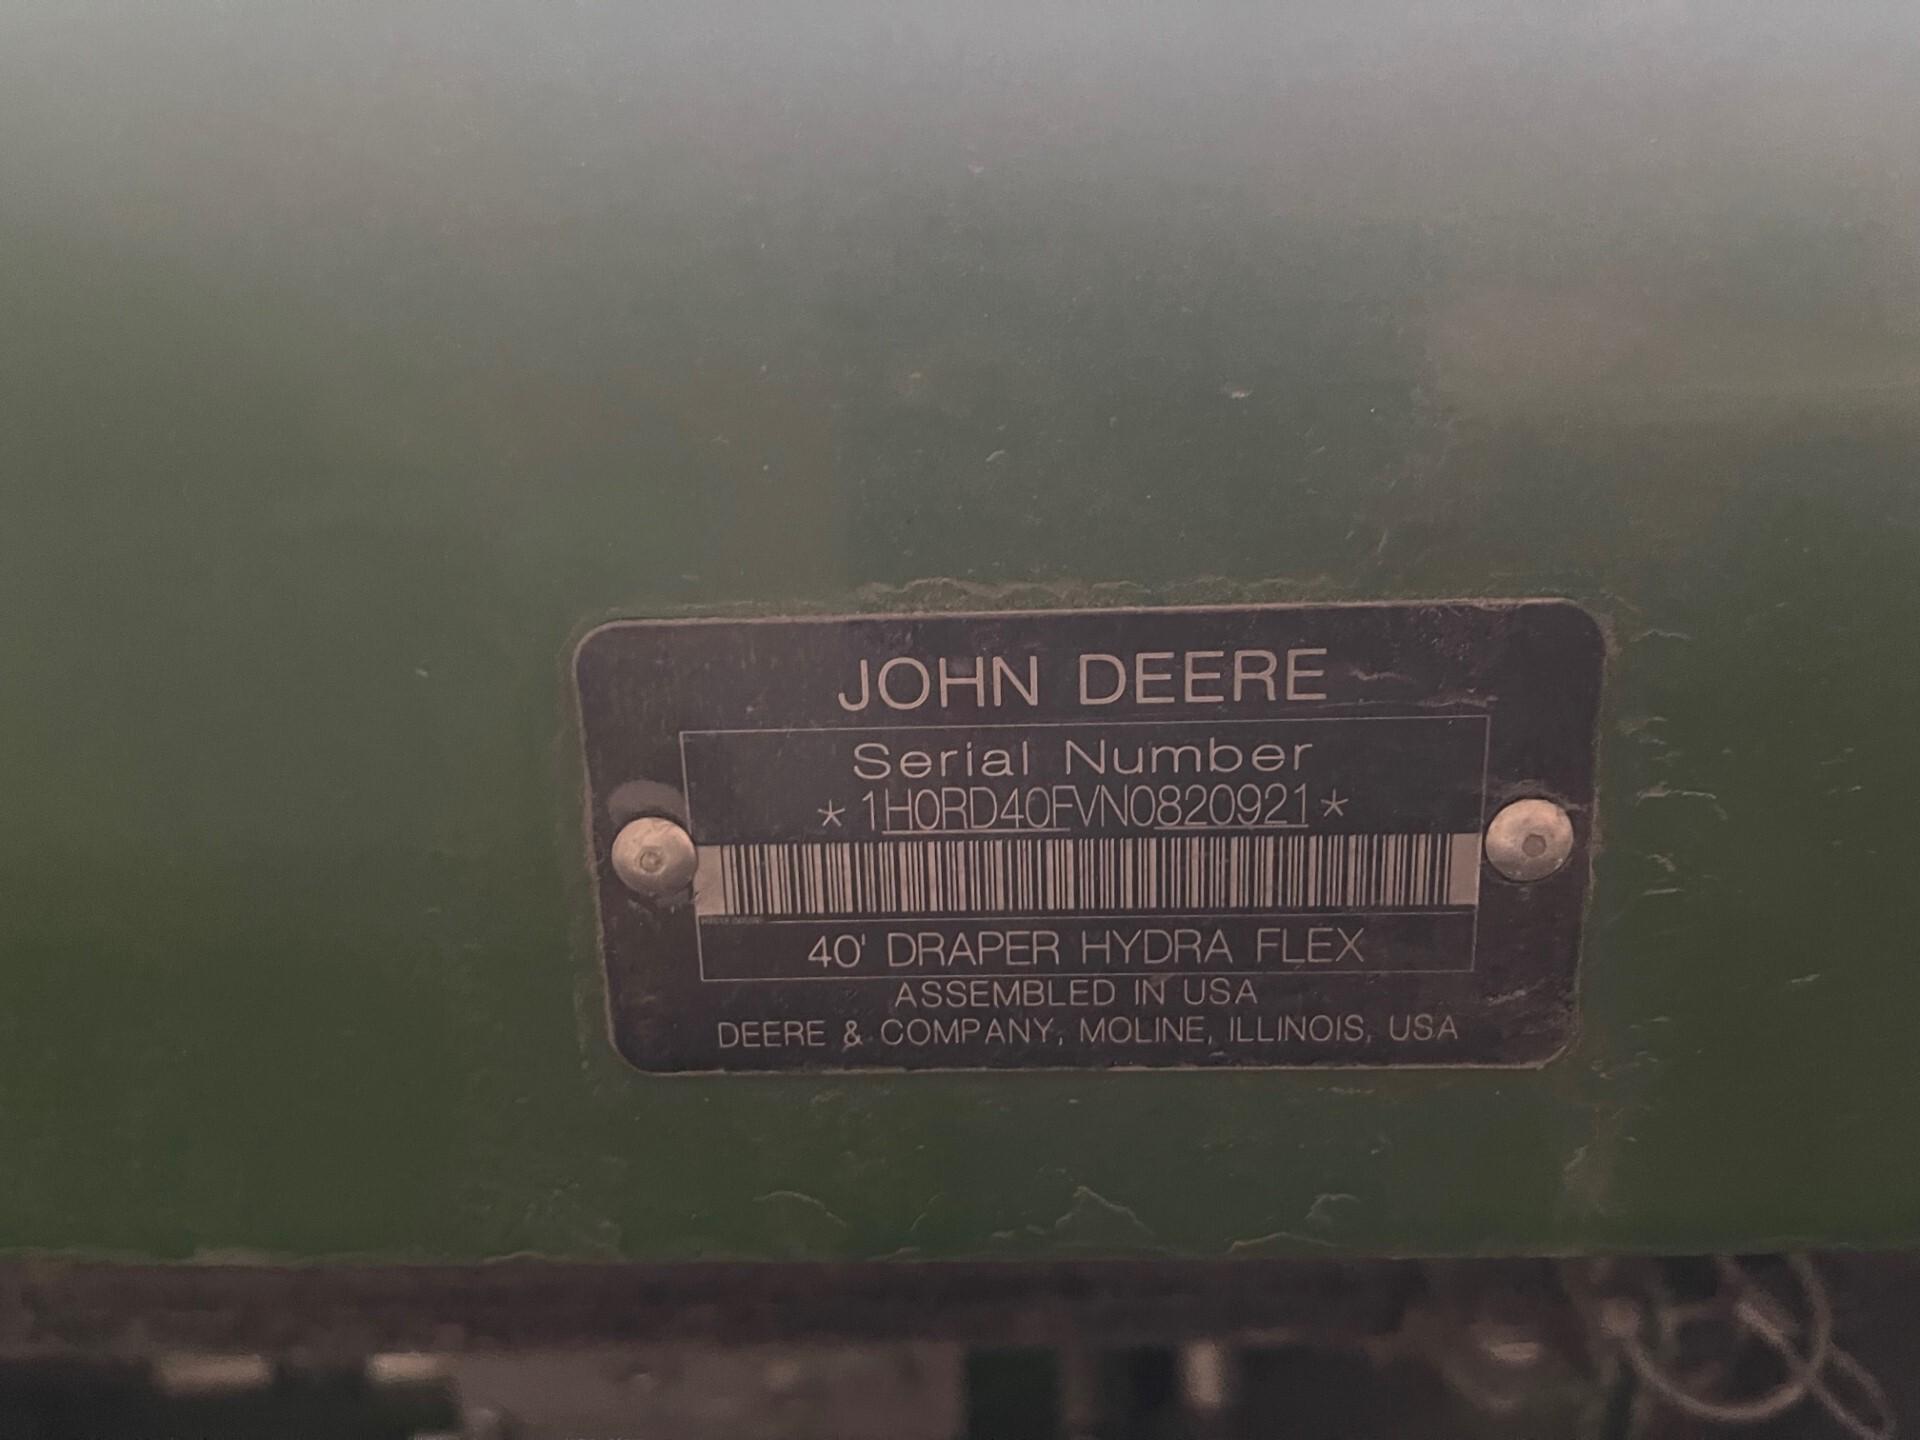 JOHN DEERE
Serial Number
*1H0RD40FVN0820921*
40' DRAPER HYDRA FLEX
ASSEMBLED IN USA
DEERE & COMPANY, MOLINE, ILLINOIS, USA